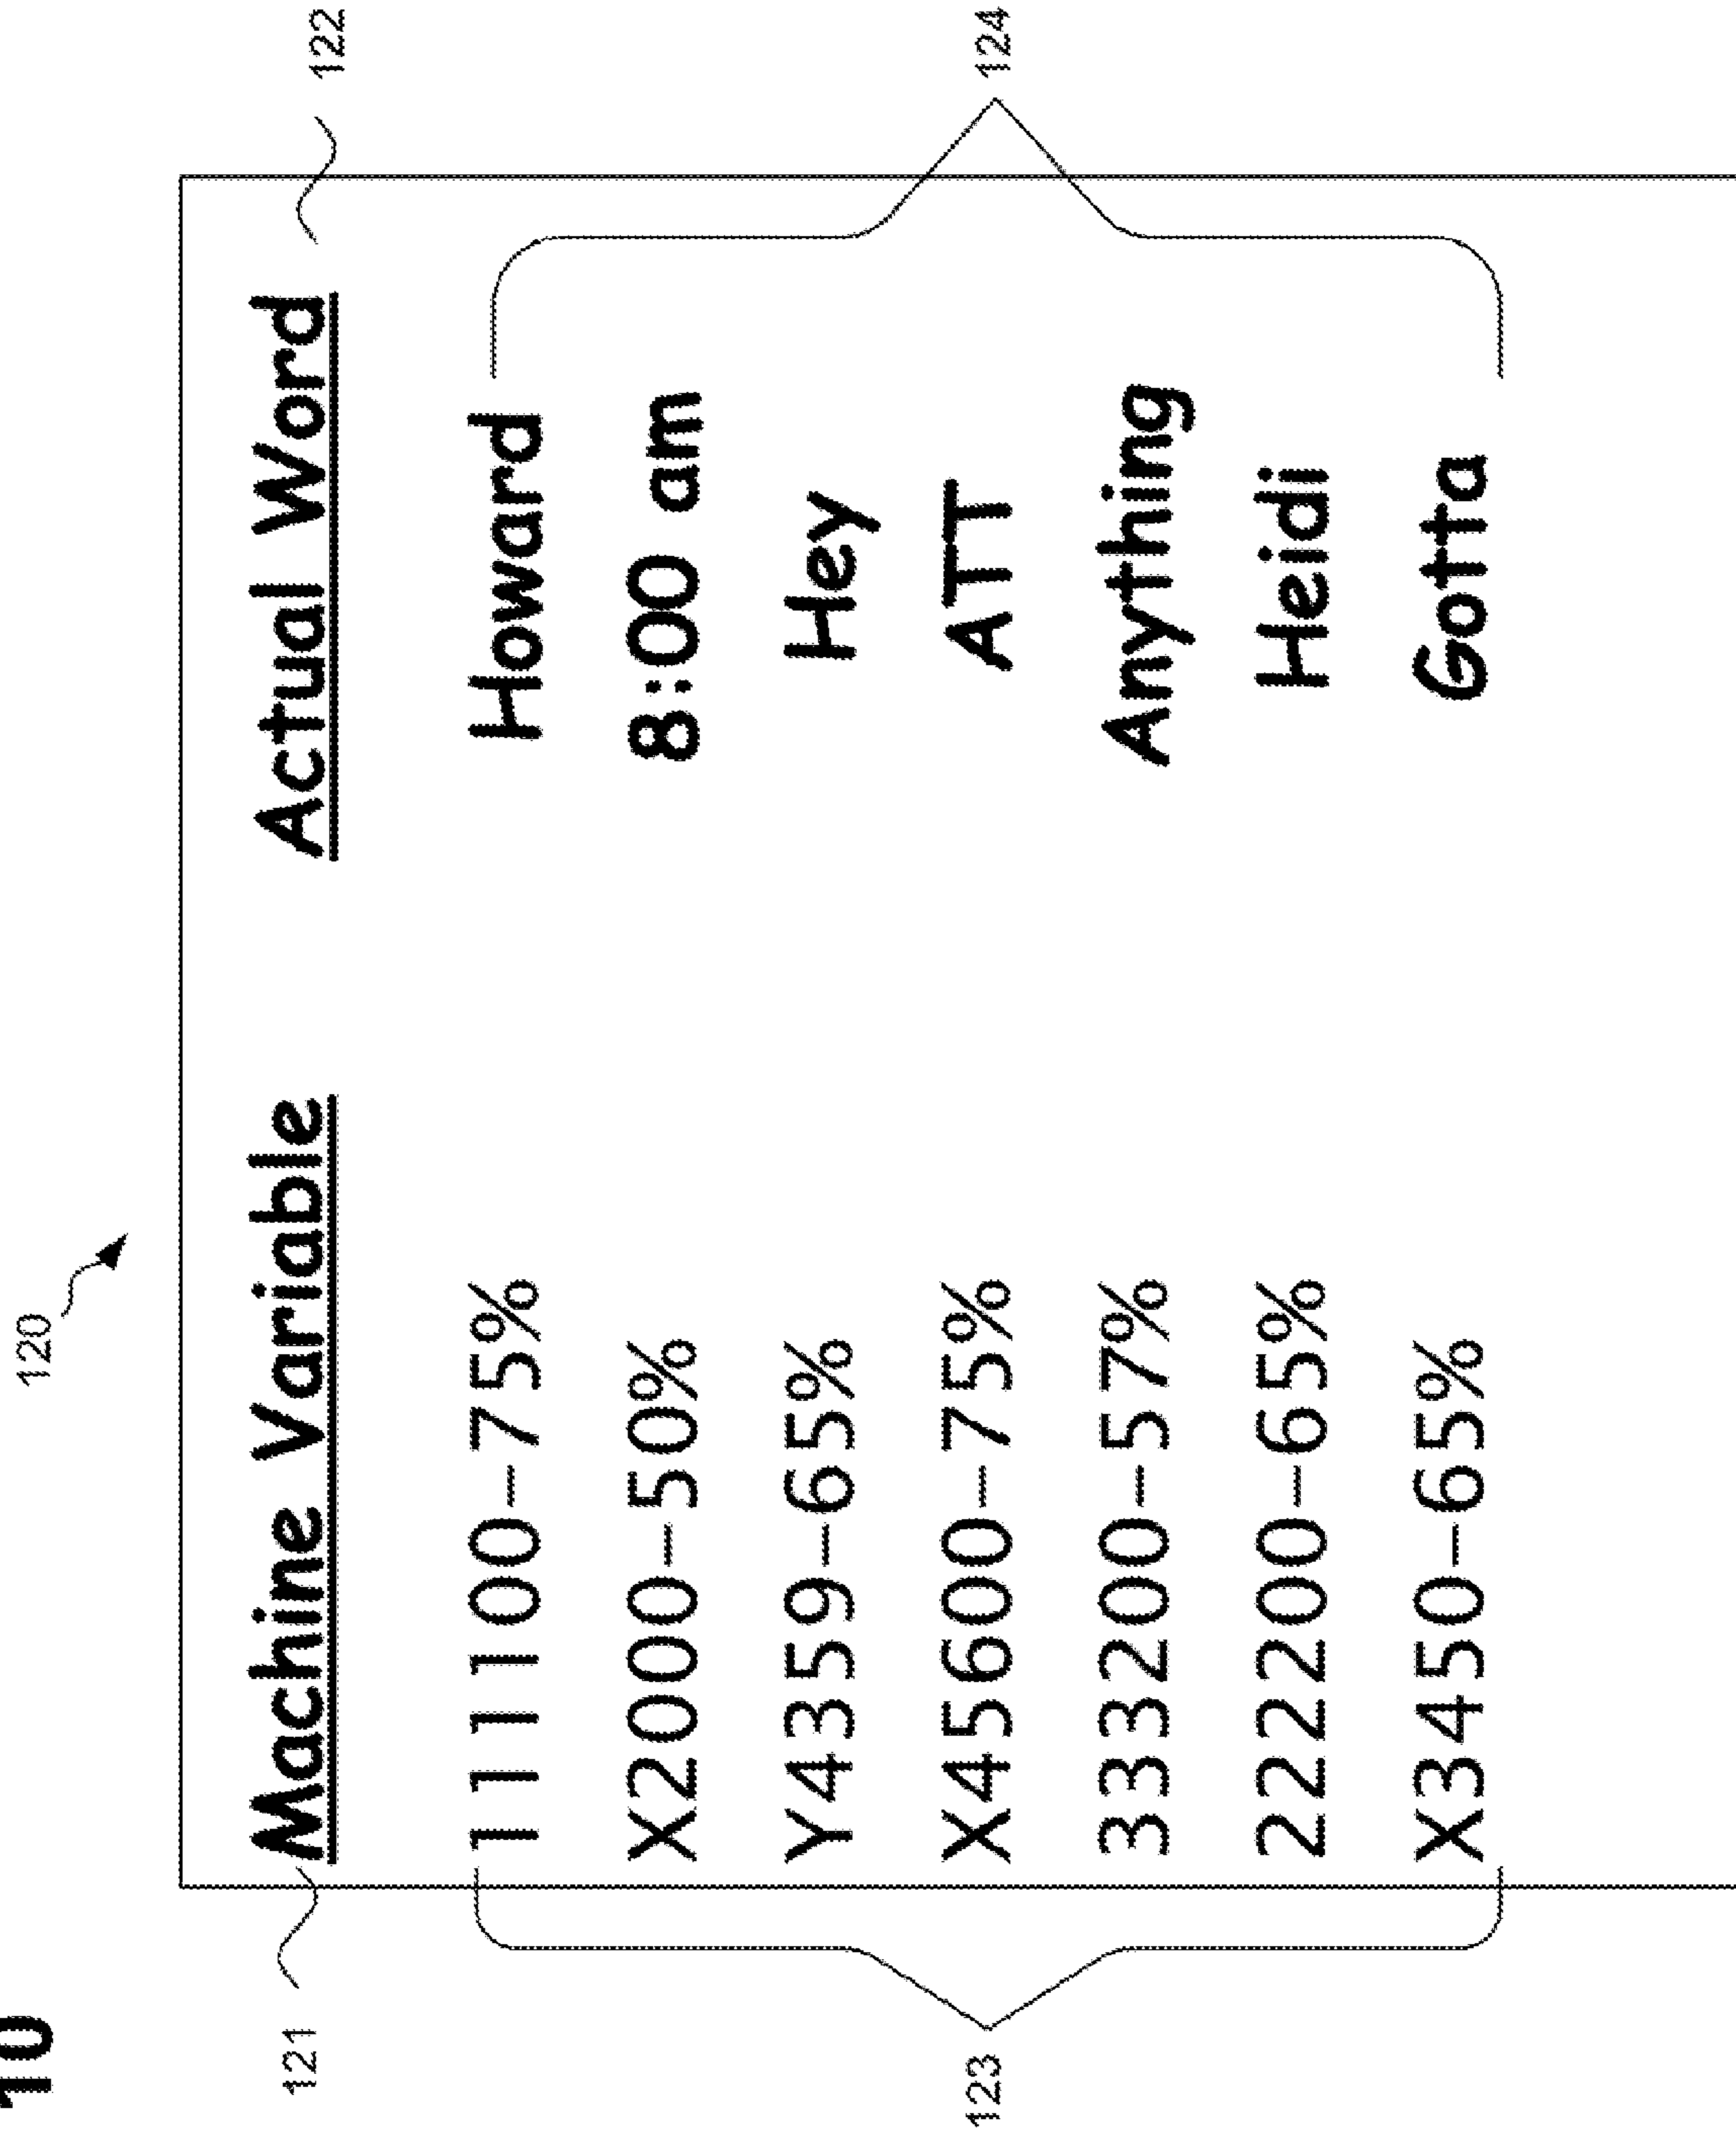 10
120
121 Machine Variable Actual Word 122
111100-75% Howard
X2000-50% 8:00 am
Y4359-65% Hey
X45600-75% ATT
333200-57% Anything
222200-65% Heidi
X3450-65% Gotta
123 124